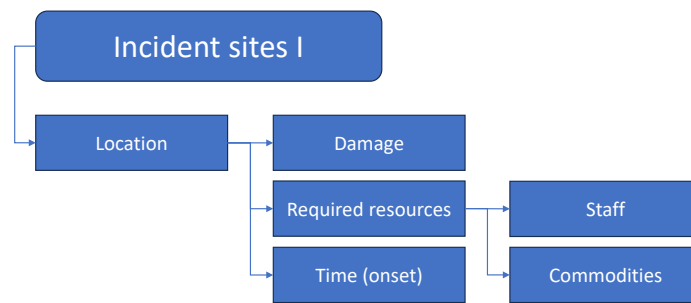 Incident sites I
Location
Damage
Required resources
Staff
Time (onset)
Commodities